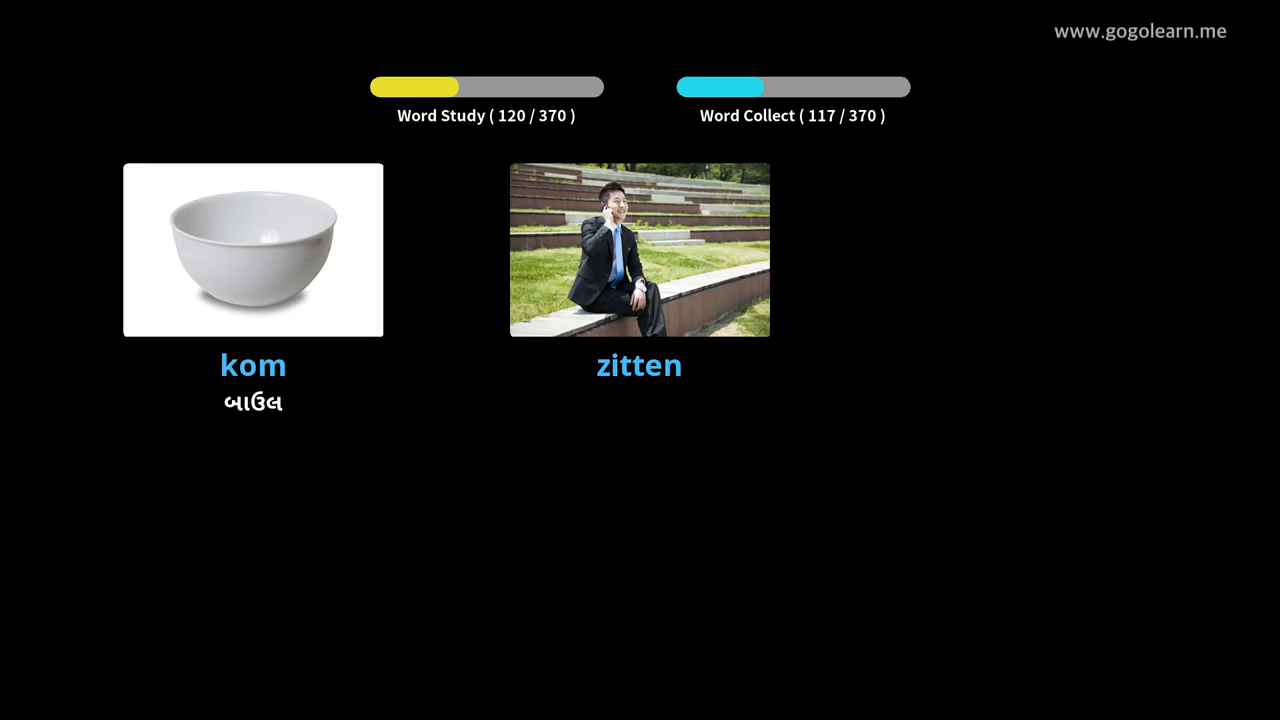 www.gogolearn.me
Word Study ( 120 / 370 )
Word Collect ( 117 / 370 )
kom
zitten
બાઉલ